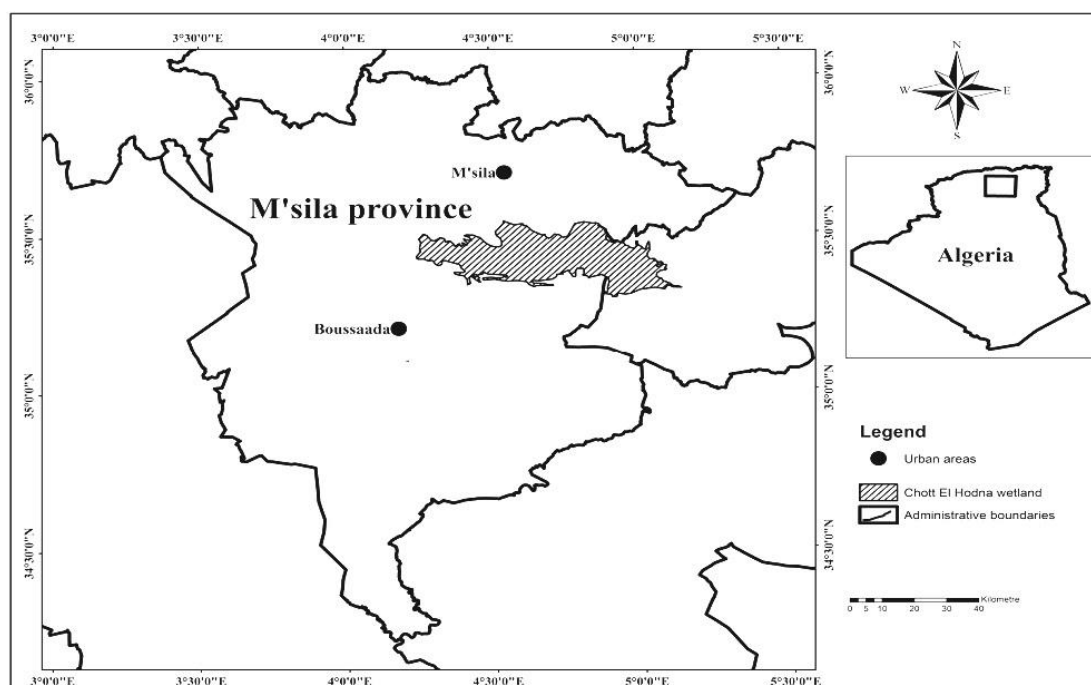 3°0'0"E 3°30'0"E 4°0'0"E 4°30'0"E 5°0'0"E 5°30'0"E
36°0'0"N
36°0'0"N
N
W
E
S
M'sila
M'sila province
35°30'0"N
35°30'0"N
Algeria
Boussaada
35°0'0"N
35°0'0"N
Legend
Urban areas
Chott El Hodna wetland
Administrative boundaries
34°30'0"N
34°30'0"N
Kilometre
0 5 10 20 30 40
3°0'0"E 3°30'0"E 4°0'0"E 4°30'0"E 5°0'0"E 5°30'0"E